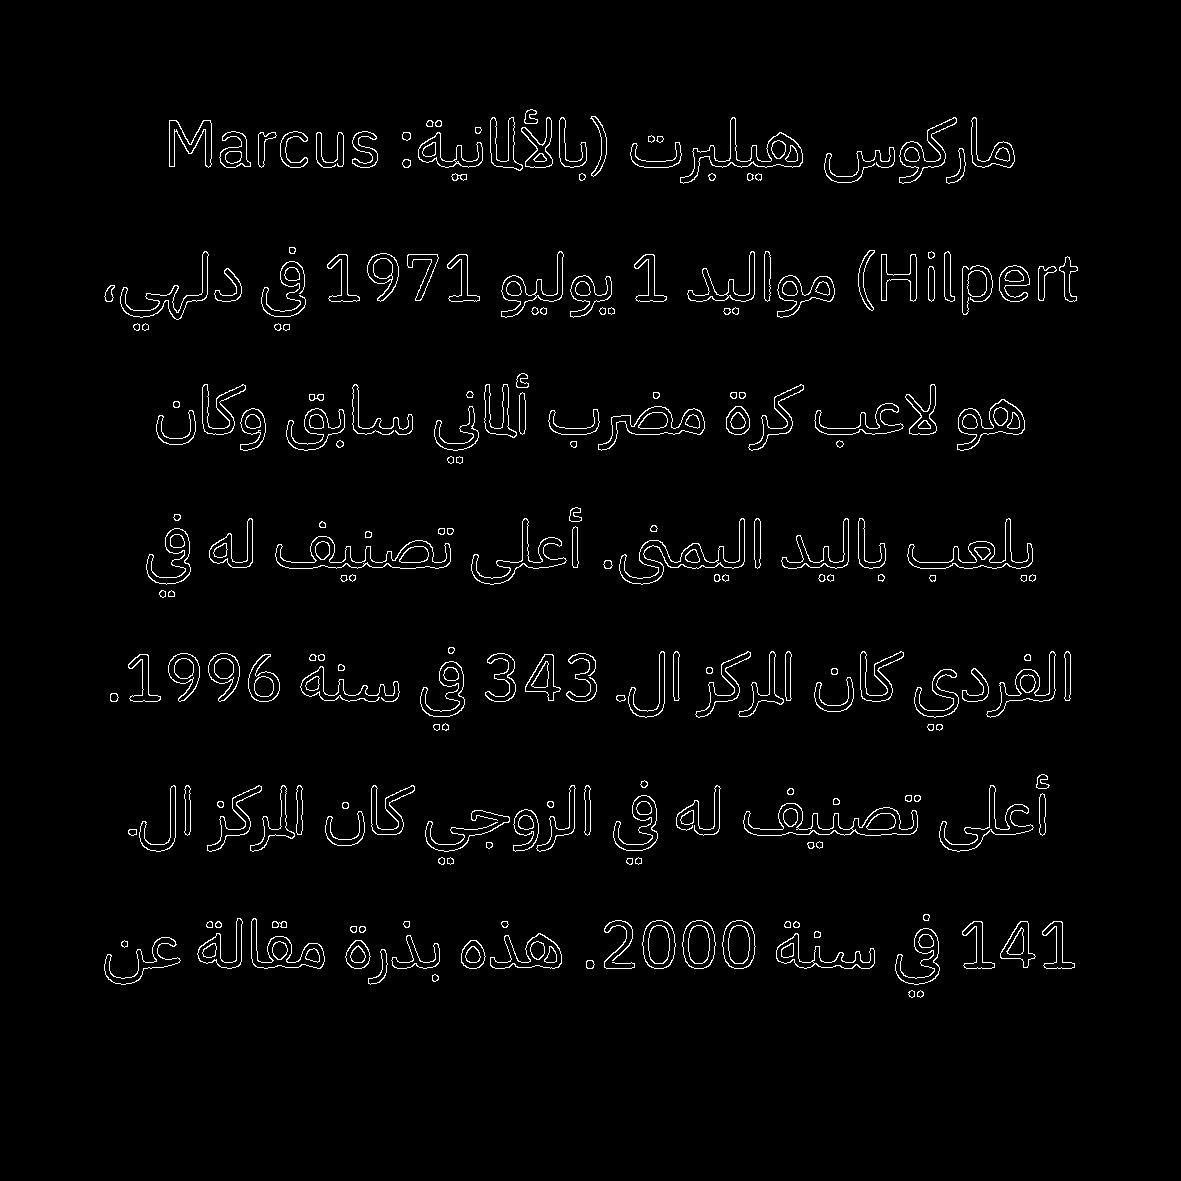 ماركوس هيلبرت (بالألمانية: Marcus
Hilpert) مواليد 1 يوليو 1971 في دلهي،
هو لاعب كرة مضرب ألماني سابق وكان
يلعب باليد اليمنى. أعلى تصنيف له في
الفردي كان المركز الـ 343 في سنة 1996.
أعلى تصنيف له في الزوجي كان المركز الـ
141 في سنة 2000. هذه بذرة مقالة عن